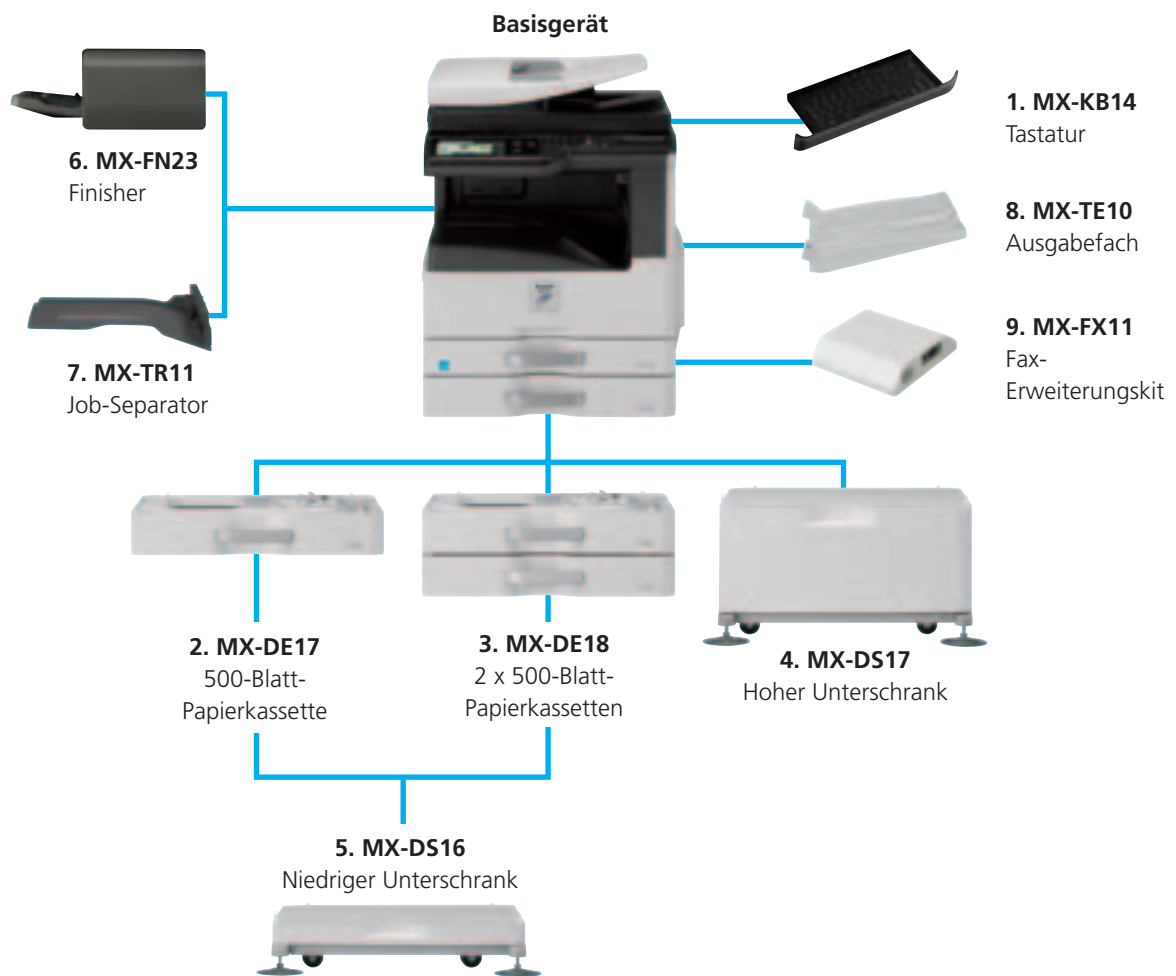 Basisgerät
1. MX-KB14
Tastatur
6. MX-FN23
Finisher
8. MX-TE10
Ausgabefach
9. MX-FX11
Fax-
Erweiterungskit
7. MX-TR11
Job-Separator
2. MX-DE17
500-Blatt-
Papierkassette
3. MX-DE18
2 x 500-Blatt-
Papierkassetten
4. MX-DS17
Hoher Unterschrank
5. MX-DS16
Niedriger Unterschrank